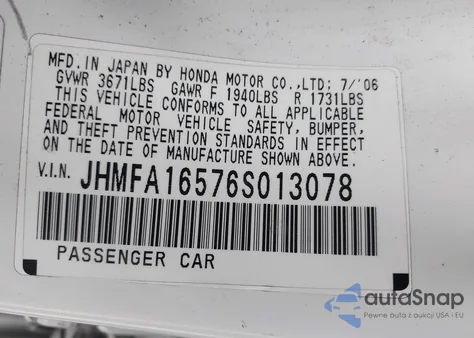 MFD. IN JAPAN BY HONDA MOTOR CO.,LTD: 7/'06
GVWR 3671LBS GAWR F 1940LBS R 1731LBS
THIS VEHICLE CONFORMS TO ALL APPLICABLE
FEDERAL MOTOR VEHICLE SAFETY, BUMPER,
AND THEFT PREVENTION STANDARDS IN EFFECT
ON THE DATE OF MANUFACTURE SHOWN ABOVE.
V.I.N. JHMFA16576S013078
PASSENGER CAR
autaSnap
Pewne auta z aukcji USA i EU